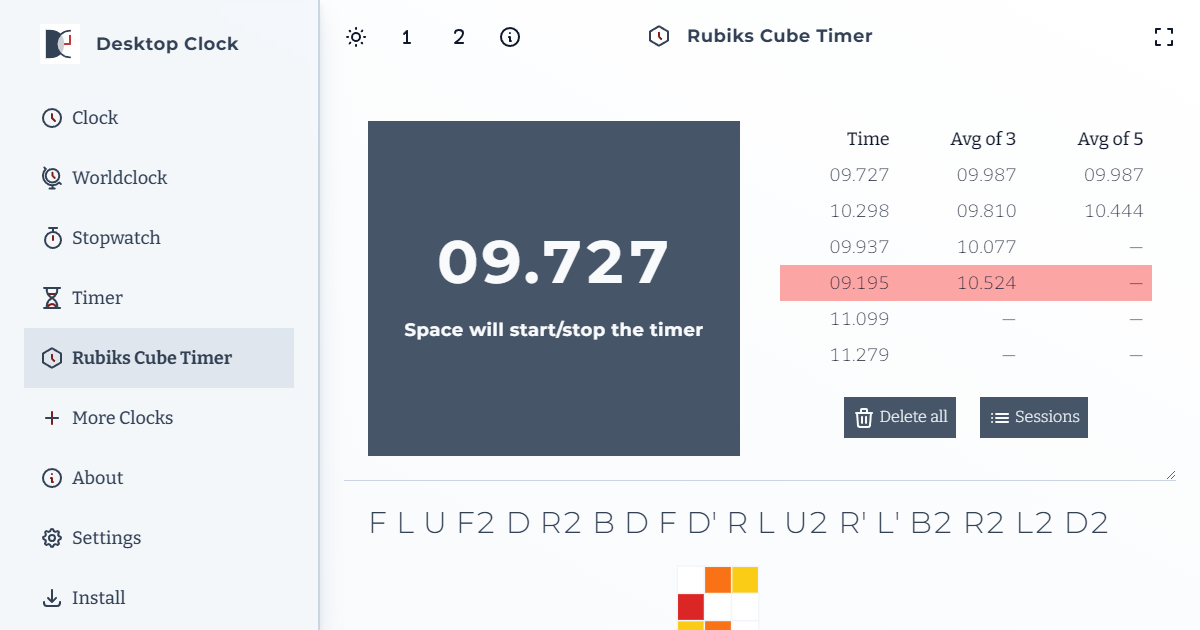 Desktop Clock
Clock
Worldclock
Stopwatch
Timer
Rubiks Cube Timer
More Clocks
About
Settings
Install
1 2
Rubiks Cube Timer
09.727
Space will start/stop the timer
Time Avg of 3 Avg of 5
09.727 09.987 09.987
10.298 09.810 10.444
09.937 10.077 —
09.195 10.524 —
11.099 — —
11.279 — —
Delete all Sessions
F L U F2 D R2 B D F D' R L U2 R' L' B2 R2 L2 D2